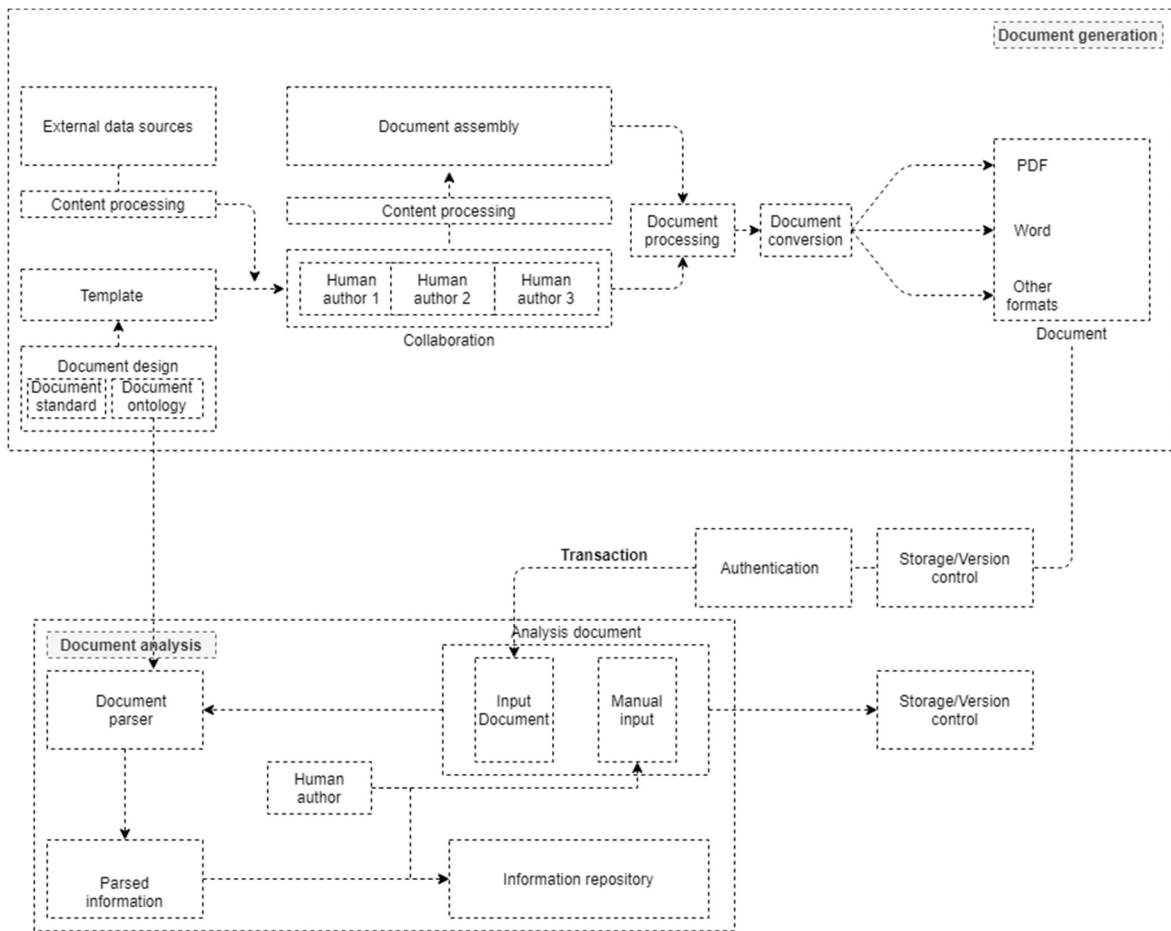 Document generation
External data sources
Document assembly
Content processing
Content processing
PDF
Document
processing
Document
conversion
Word
Template
Human
author 1
Human
author 2
Human
author 3
Other
formats
Collaboration
Document
Document design
Document
standard
Document
ontology
Transaction
Authentication
Storage/Version
control
Document analysis
Analysis document
Document
parser
Input
Document
Manual
input
Storage/Version
control
Human
author
Parsed
information
Information repository